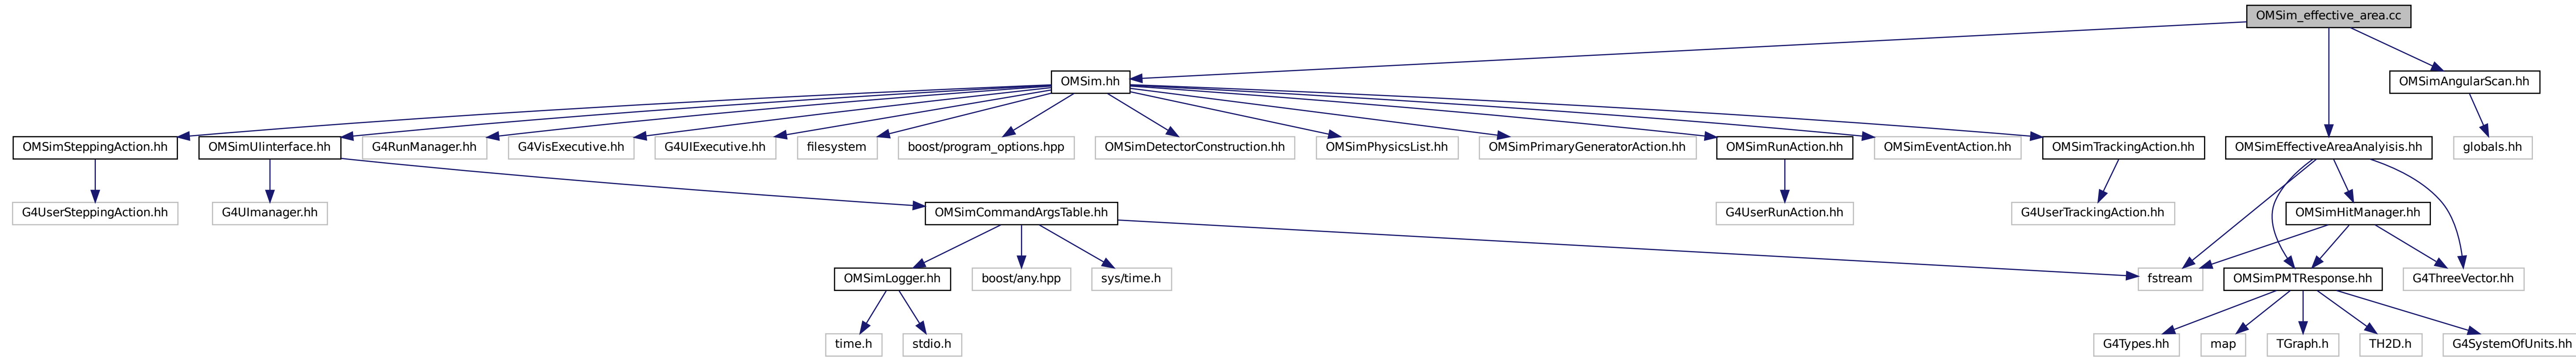 OMSim_effective_area.cc
OMSim.hh
OMSimAngularScan.hh
OMSimSteppingAction.hh
OMSimUIinterface.hh
G4RunManager.hh
G4VisExecutive.hh
G4UIExecutive.hh
filesystem
boost/program_options.hpp
OMSimDetectorConstruction.hh
OMSimPhysicsList.hh
OMSimPrimaryGeneratorAction.hh
OMSimRunAction.hh
OMSimEventAction.hh
OMSimTrackingAction.hh
OMSimEffectiveAreaAnalyisis.hh
globals.hh
G4UserSteppingAction.hh
G4UImanager.hh
OMSimCommandArgsTable.hh
G4UserRunAction.hh
G4UserTrackingAction.hh
OMSimHitManager.hh
OMSimLogger.hh
boost/any.hpp
sys/time.h
fstream
OMSimPMTResponse.hh
G4ThreeVector.hh
time.h
stdio.h
G4Types.hh
map
TGraph.h
TH2D.h
G4SystemOfUnits.hh